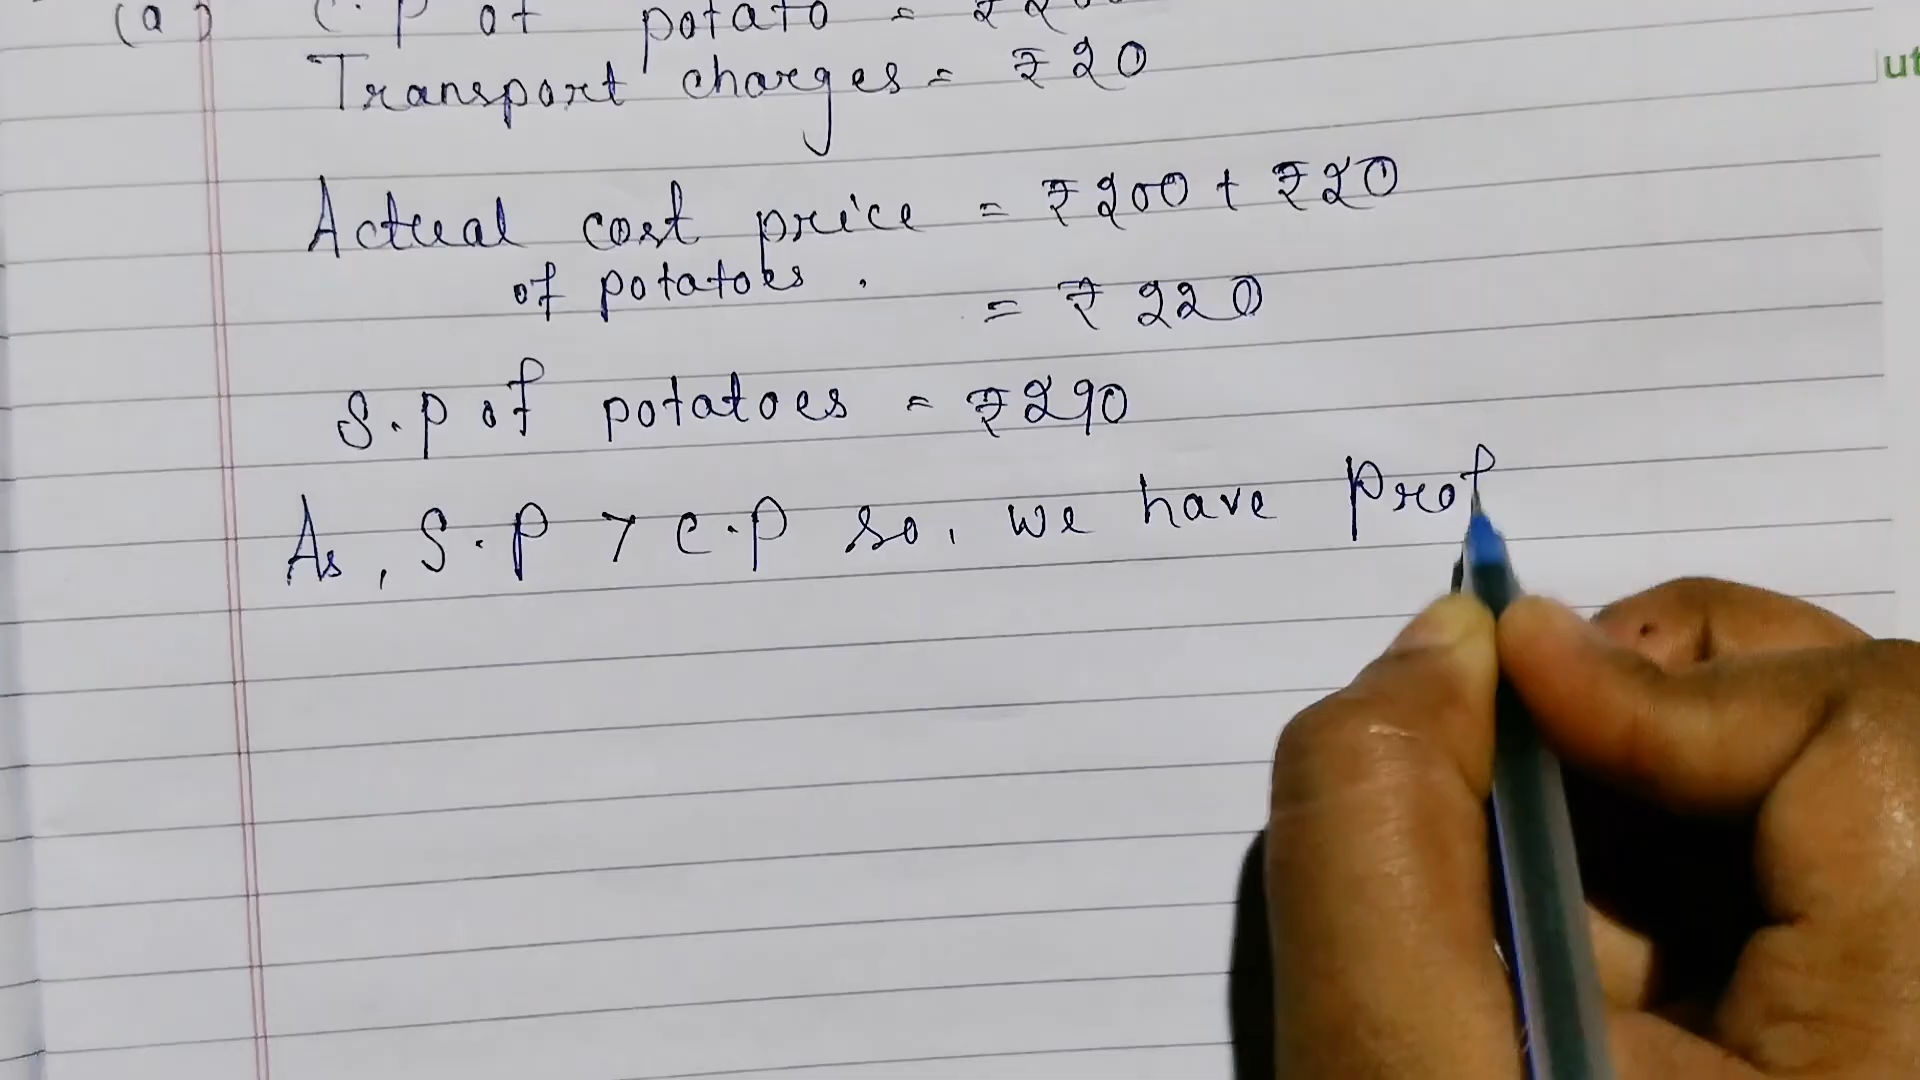 (a) C.P of potato = ₹200
Transport charges = ₹20
ut
Actual cost price = ₹200 + ₹20
of potatoes.
= ₹220
S.P of potatoes = ₹290
As, S.P > C.P so, we have Prof